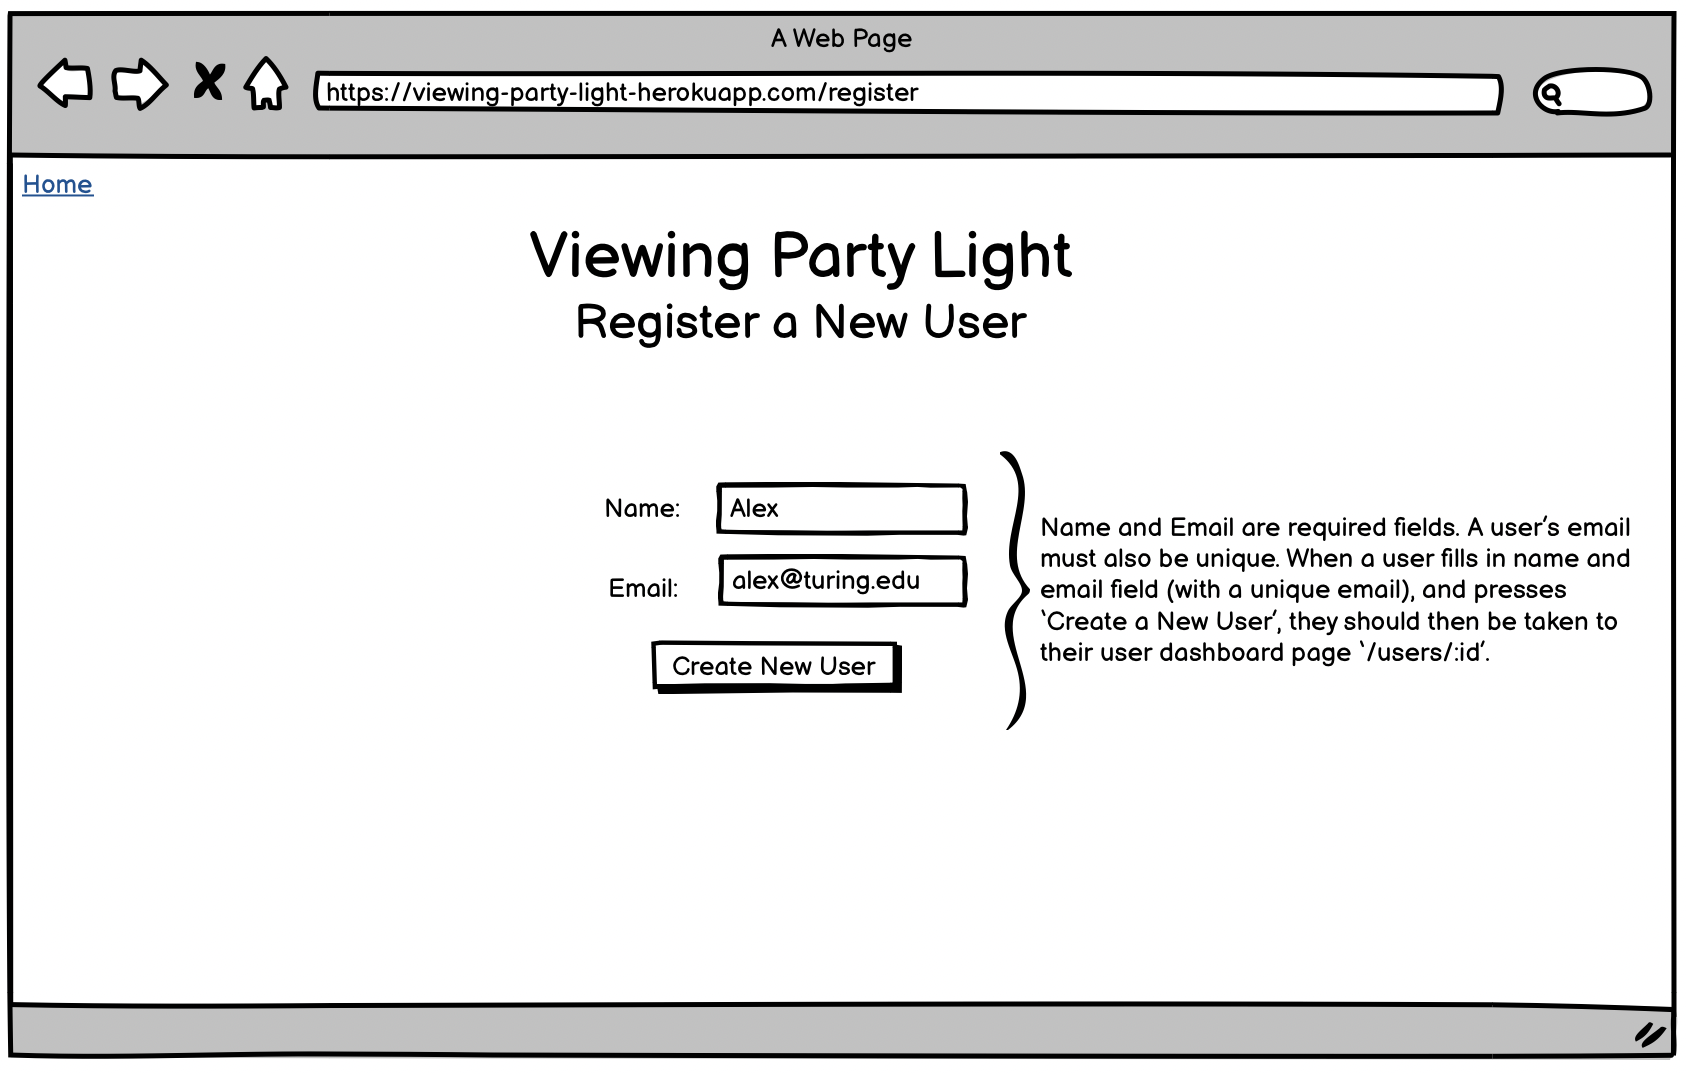 A Web Page
https://viewing-party-light-herokuapp.com/register
Home
Viewing Party Light
Register a New User
Name:
Alex
Email:
alex@turing.edu
Create New User
Name and Email are required fields. A user's email
must also be unique. When a user fills in name and
email field (with a unique email), and presses
`Create a New User', they should then be taken to
their user dashboard page `/users/:id'.